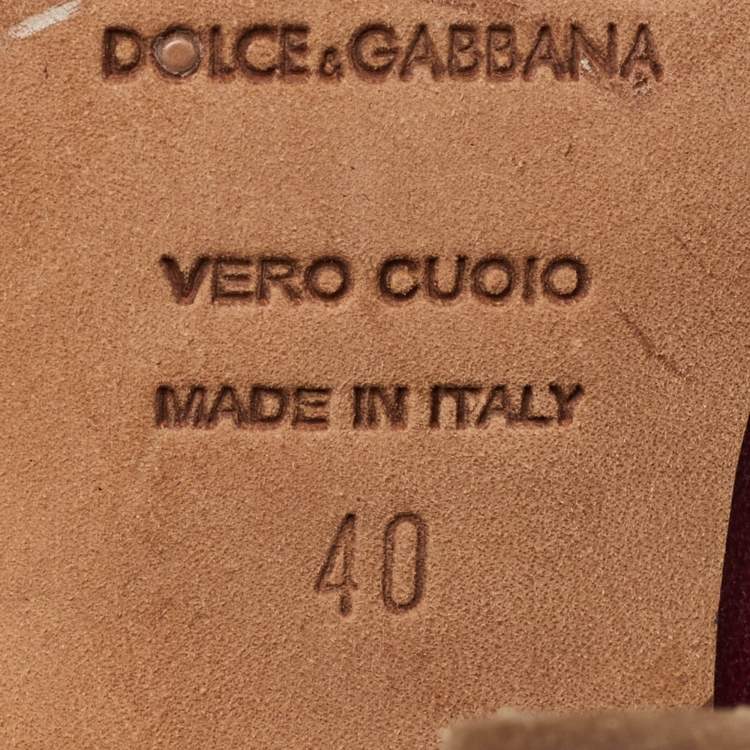 DOLCE&GABBANA
VERO CUOIO
MADE IN ITALY
40